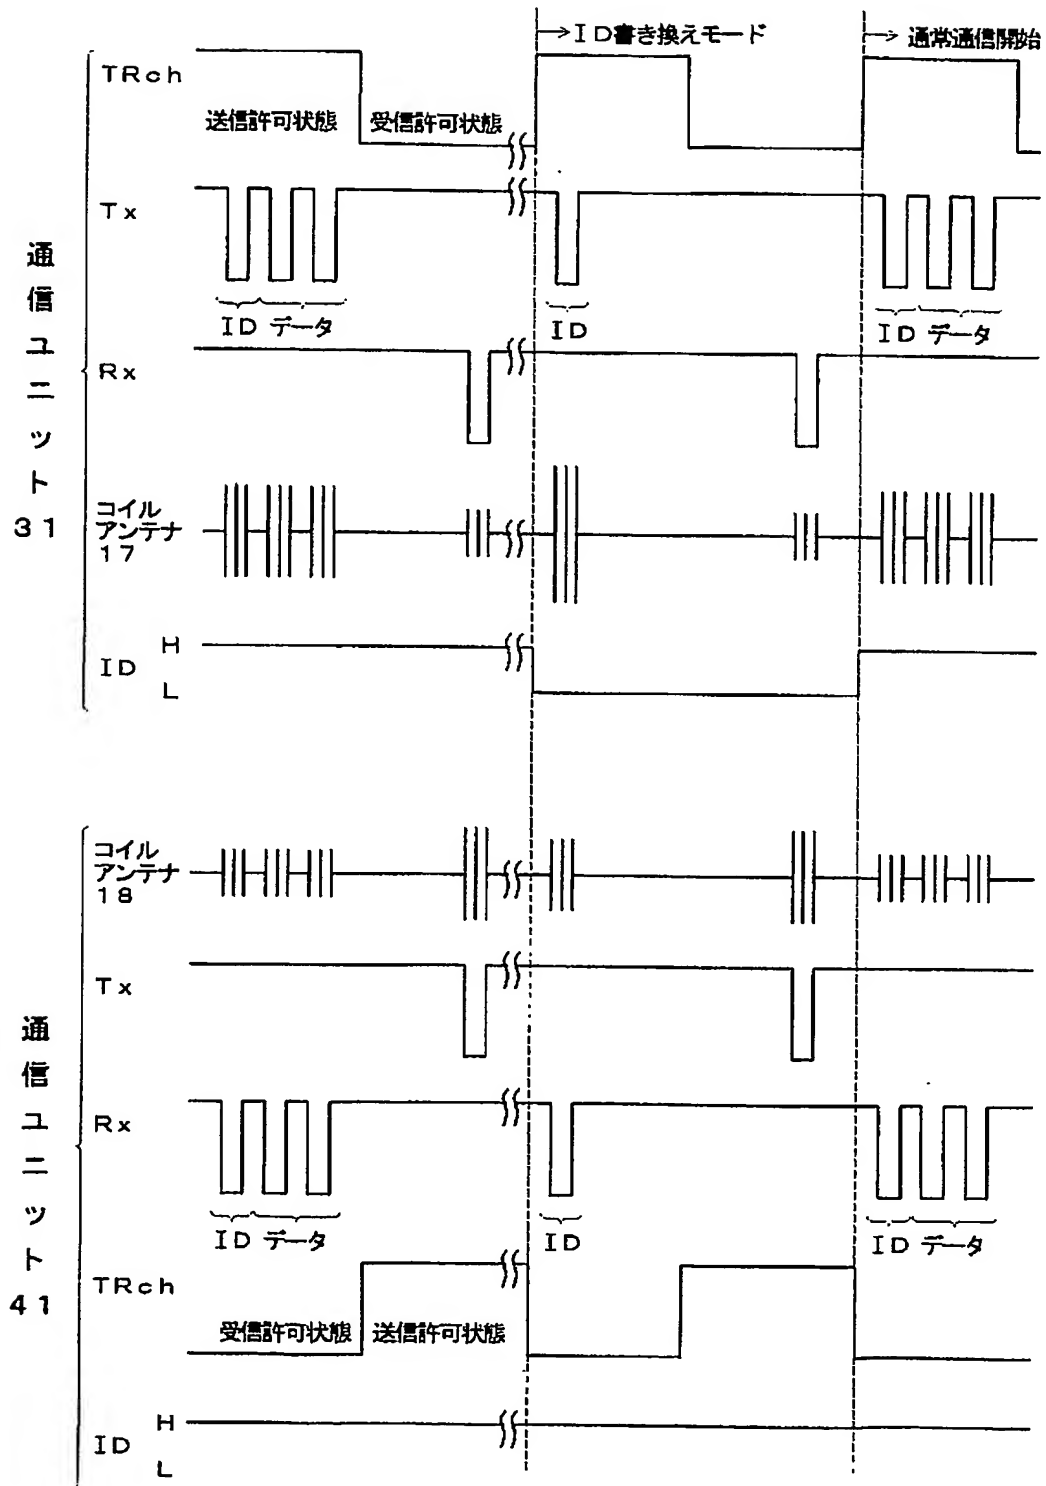 →ID書き換えモード
→ 通常通信開始
TRch
送信許可状態
受信許可状態
Tx
ID データ
ID
ID データ
Rx
コイル
アンテナ
17
ID
H
L
通信ユニット31
コイル
アンテナ
18
Tx
Rx
ID データ
ID
ID データ
TRch
受信許可状態
送信許可状態
ID
H
L
通信ユニット41